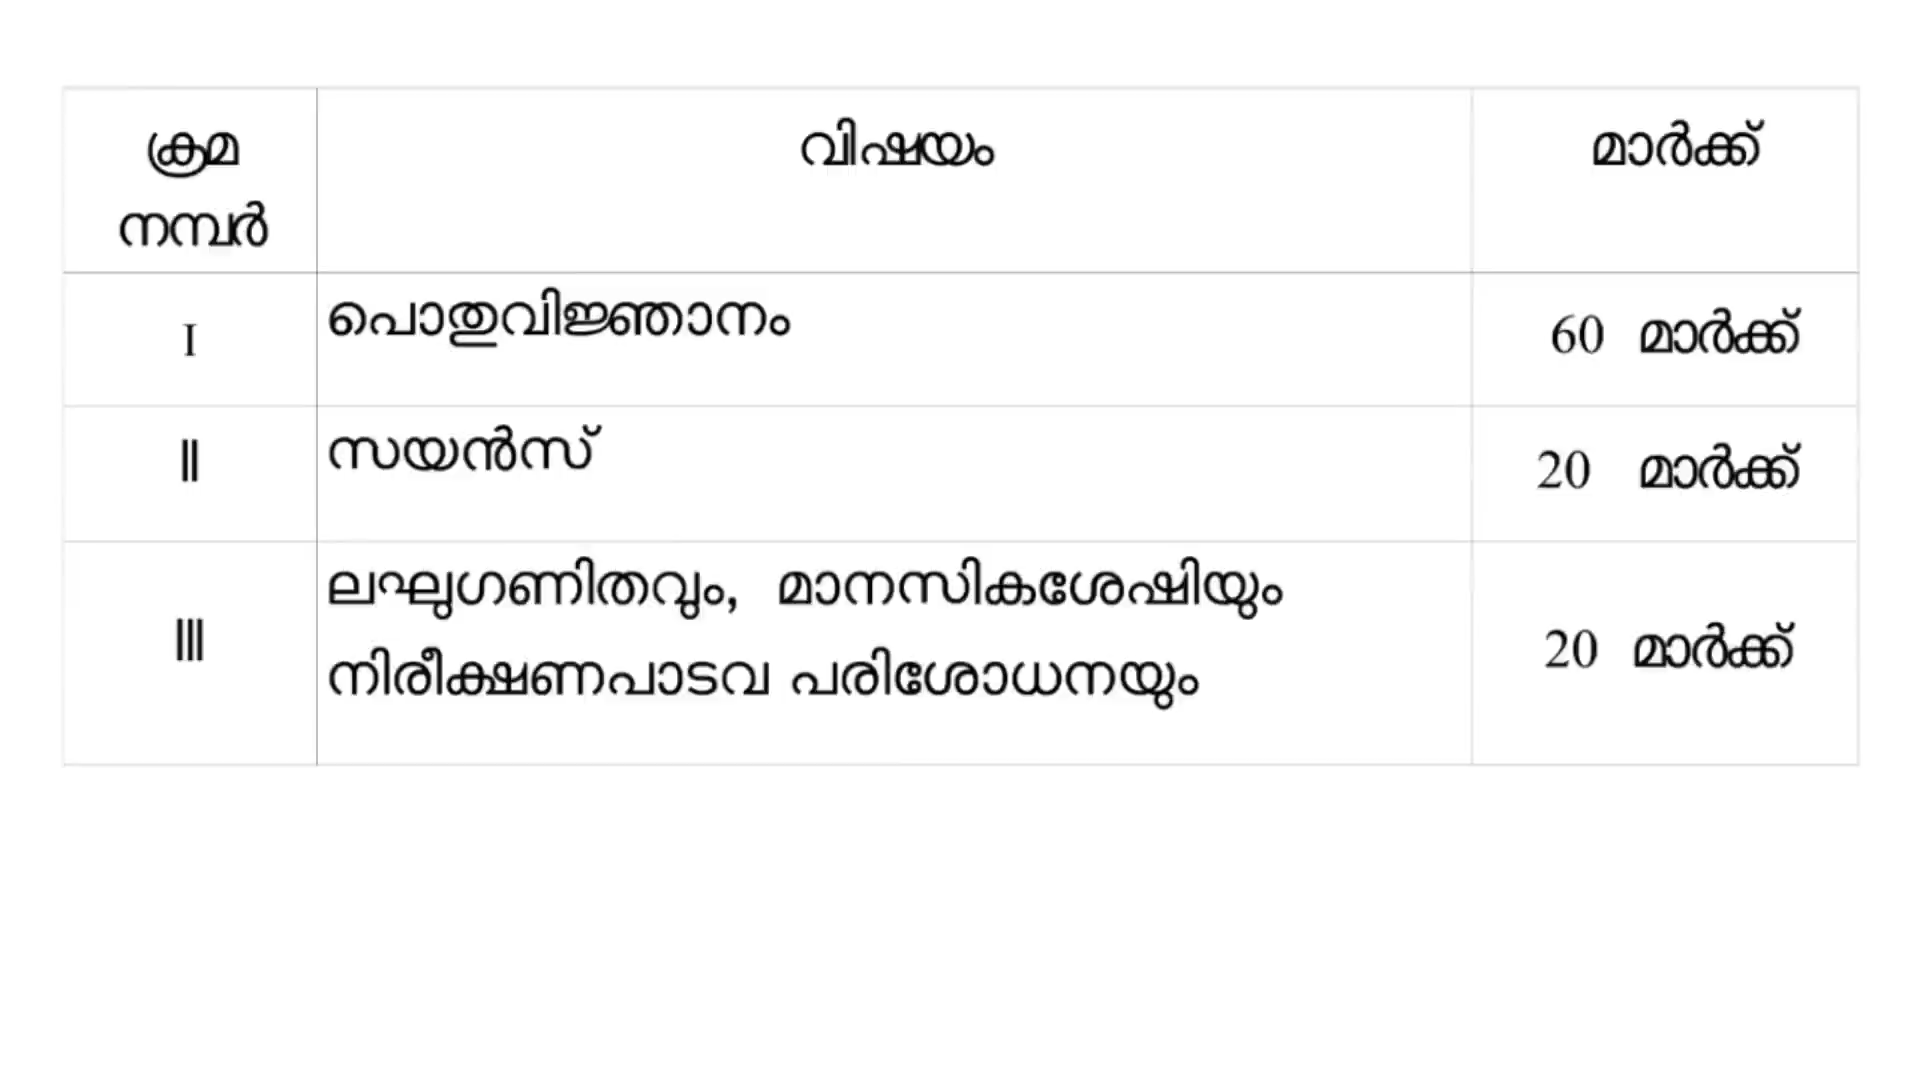 ക്രമ
നമ്പർ
വിഷയം
മാർക്ക്
I
പൊതുവിജ്ഞാനം
60 മാർക്ക്
II
സയൻസ്
20 മാർക്ക്
III
ലഘുഗണിതവും, മാനസികശേഷിയും
നിരീക്ഷണപാടവ പരിശോധനയും
20 മാർക്ക്